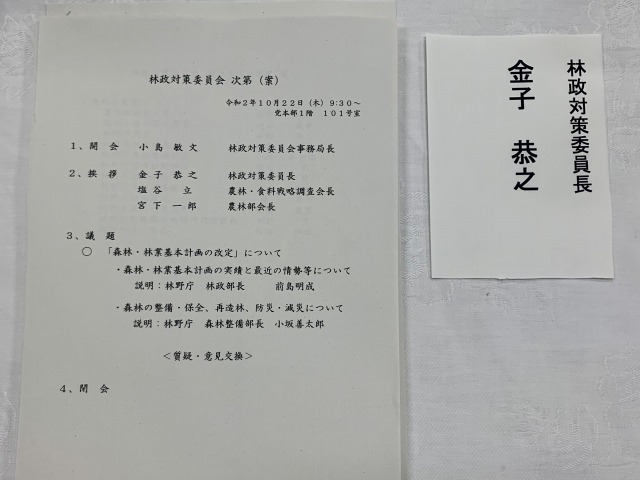 林政対策委員会 次第（案）
令和２年１０月２２日（木）９:３０～
党本部１階　１０１号室
１、開　会　　小 島　敏 文　　林政対策委員会事務局長
２、挨　拶　　金 子　恭 之　　林政対策委員長
塩 谷　　立　　農林・食料戦略調査会長
宮 下　一 郎　　農林部会長
３、議　題
○　「森林・林業基本計画の改定」について
・森林・林業基本計画の実績と最近の情勢等について
説明：林野庁　林政部長　　　前島明成
・森林の整備・保全、再造林、防災・減災について
説明：林野庁　森林整備部長　小坂善太郎
＜質疑・意見交換＞
４、閉　会
林政対策委員長
金子　恭之